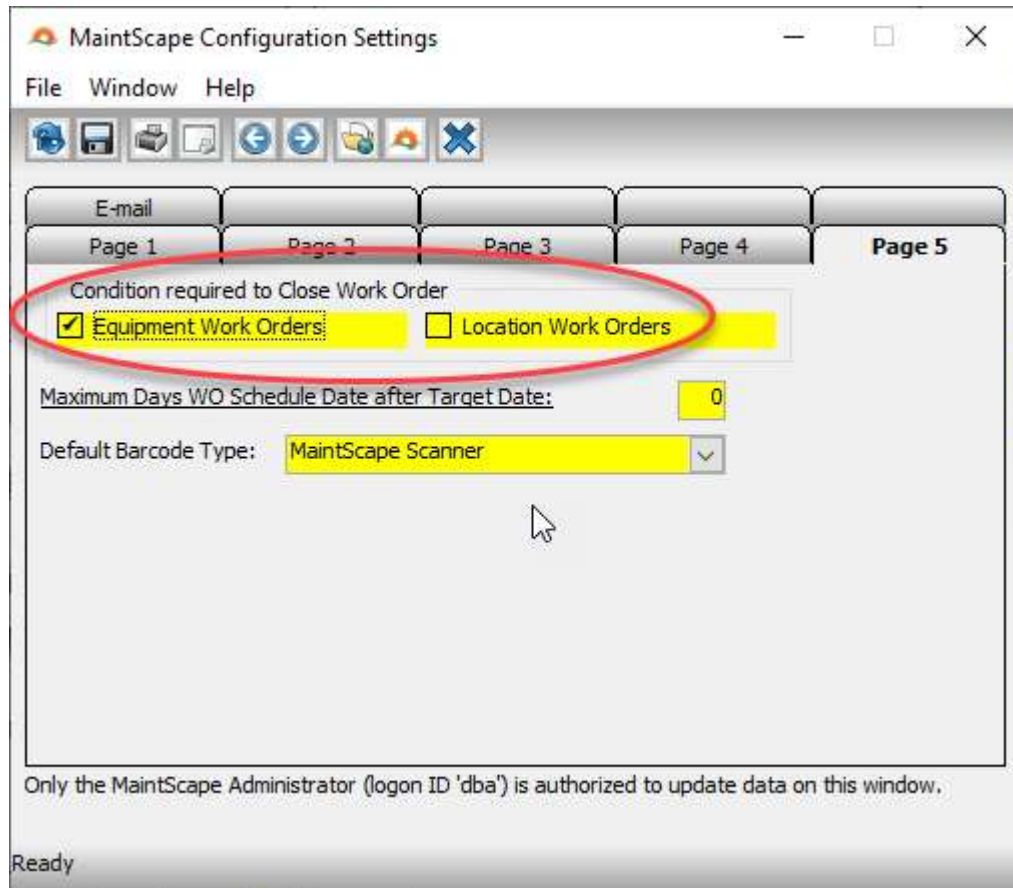 MaintScape Configuration Settings
File Window Help
E-mail
Page 1 Page 2 Page 3 Page 4 Page 5
Condition required to Close Work Order
Equipment Work Orders Location Work Orders
Maximum Days WO Schedule Date after Target Date: 0
Default Barcode Type: MaintScape Scanner
Only the MaintScape Administrator (logon ID 'dba') is authorized to update data on this window.
Ready